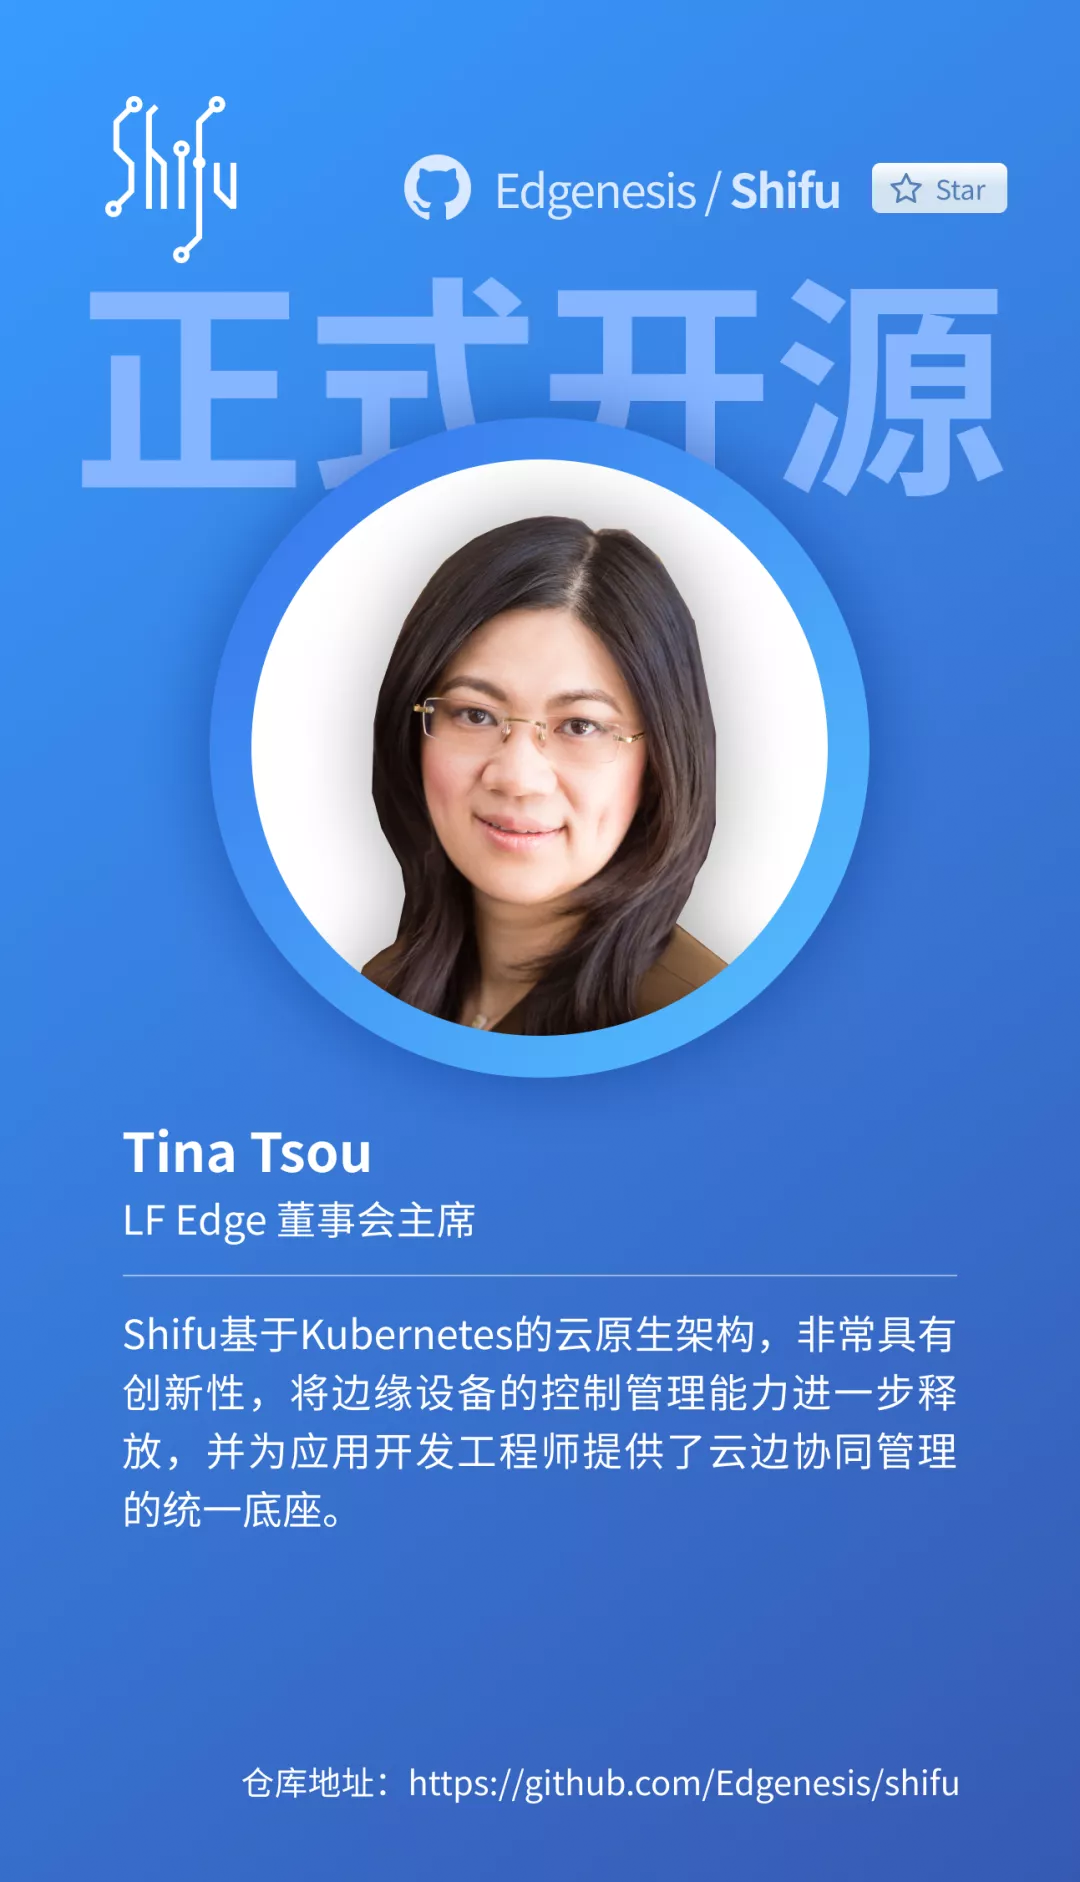 Shifu
Edgenesis / Shifu
Star
正式开源
Tina Tsou
LF Edge 董事会主席
Shifu基于Kubernetes的云原生架构，非常具有
创新性，将边缘设备的控制管理能力进一步释
放，并为应用开发工程师提供了云边协同管理
的统一底座。
仓库地址：https://github.com/Edgenesis/shifu